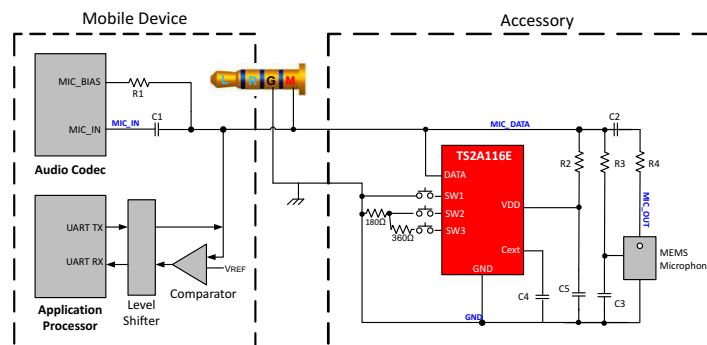 Mobile Device
Accessory
MIC_BIAS
R1
L R G M
MIC_IN
MIC_IN
C1
MIC_DATA
C2
Audio Codec
TS2A116E
R2
R3
R4
DATA
SW1
SW2
SW3
180Ω
360Ω
VDD
MIC_OUT
Cext
GND
UART TX
UART RX
VREF
Comparator
Level
Shifter
Application
Processor
MEMS
Microphon
C4
C5
C3
GND